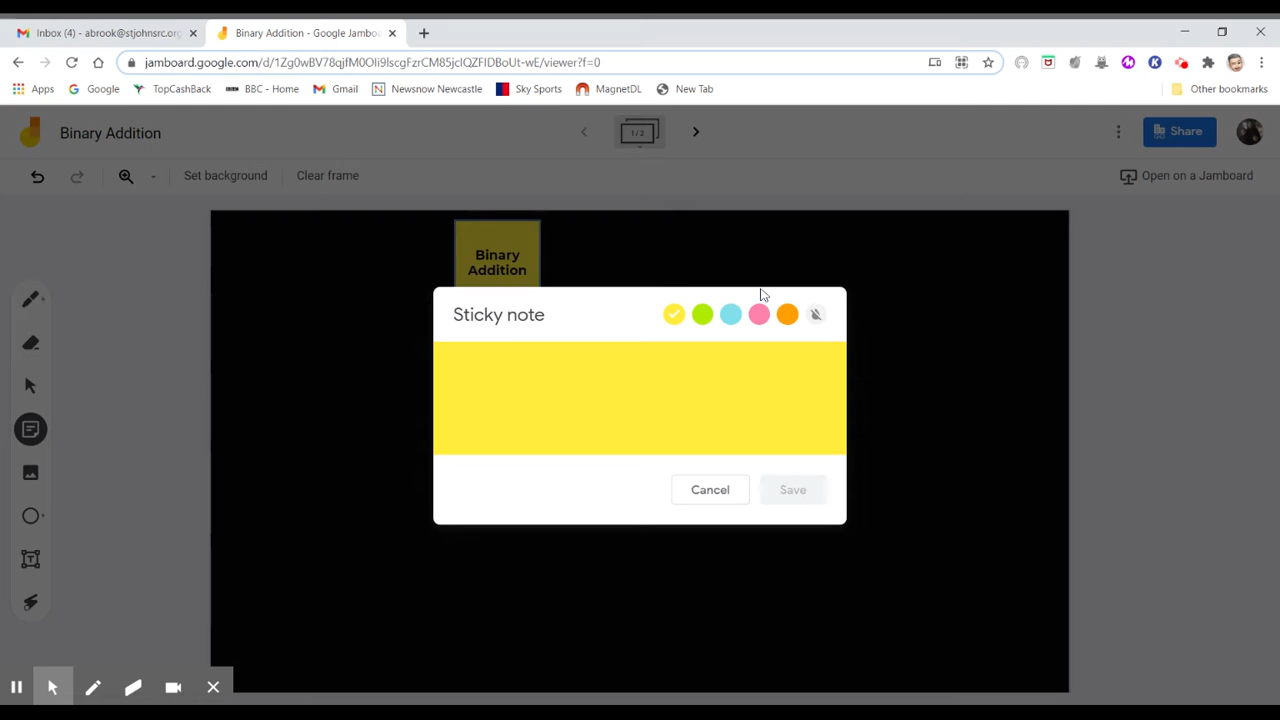 Inbox (4) - abrook@stjohnsrc.org
Binary Addition - Google Jamboa
jamboard.google.com/d/1Zg0wBV78qjfM0Oli9lscgFzrCM85jclQZFIDBoUt-wE/viewer?f=0
Apps
Google
TopCashBack
BBC - Home
Gmail
Newsnow Newcastle
Sky Sports
MagnetDL
New Tab
Other bookmarks
Binary Addition
1 / 2
Share
Set background
Clear frame
Open on a Jamboard
Binary
Addition
Sticky note
Cancel
Save